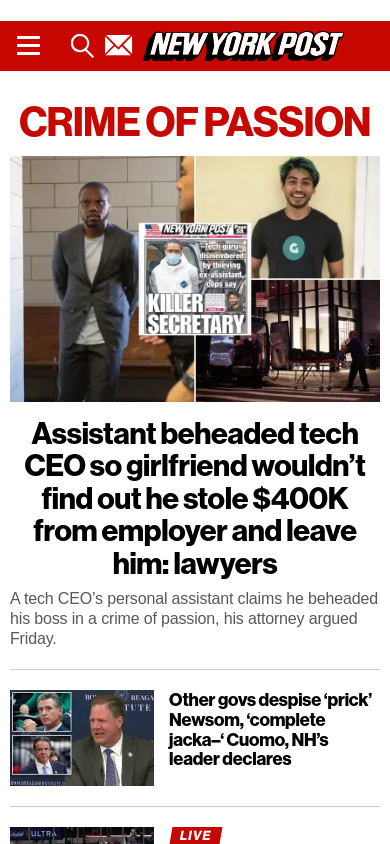 NEW YORK POST
CRIME OF PASSION
NEW YORK POST
Tech guru
dismembered
by thieving
ex-assistant,
cops say
KILLER
SECRETARY
Assistant beheaded tech
CEO so girlfriend wouldn’t
find out he stole $400K
from employer and leave
him: lawyers
A tech CEO’s personal assistant claims he beheaded
his boss in a crime of passion, his attorney argued
Friday.
Other govs despise ‘prick’
Newsom, ‘complete
jacka–‘ Cuomo, NH’s
leader declares
ULTRA
LIVE